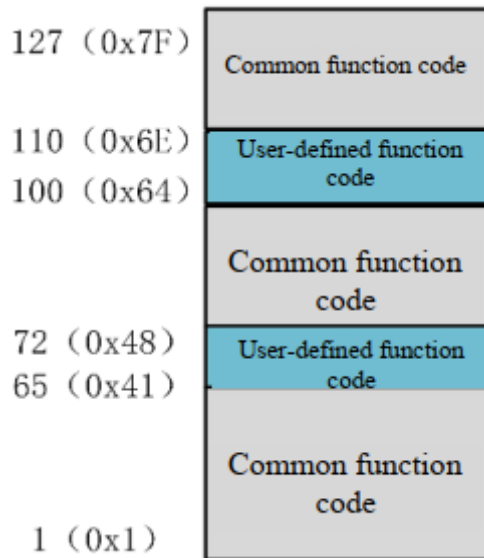 127 （0x7F）
Common function code
110 （0x6E）
User-defined function
code
100 （0x64）
Common function
code
72 （0x48）
User-defined function
code
65 （0x41）
Common function
code
1 （0x1）